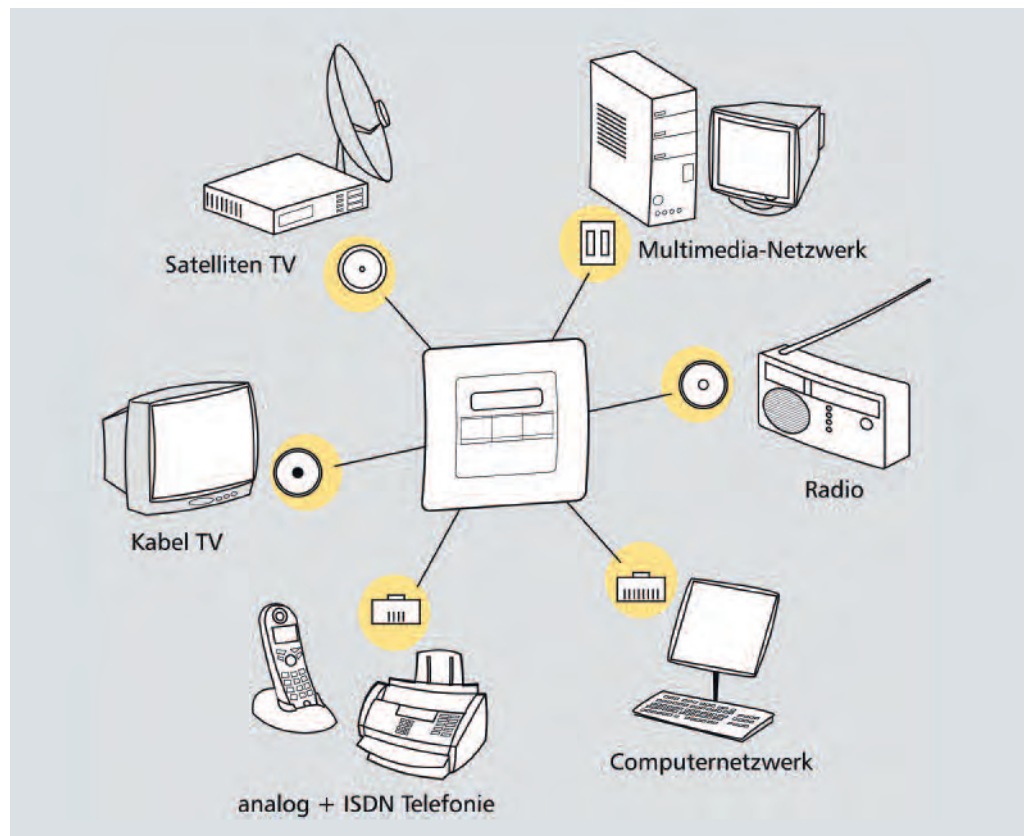 Satelliten TV
Multimedia-Netzwerk
Radio
Kabel TV
Computernetzwerk
analog + ISDN Telefonie